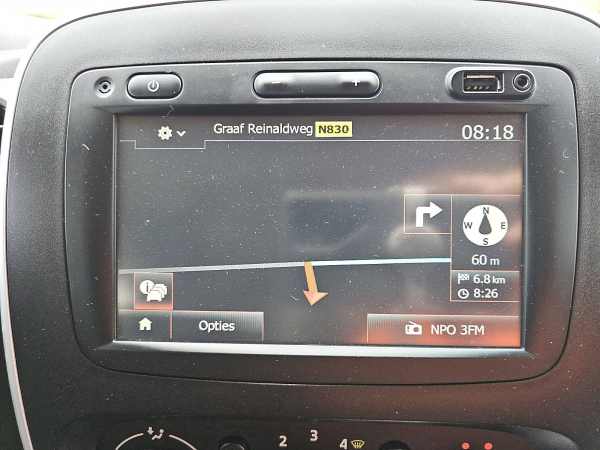 Graaf Reinaldweg N830
08:18
N
W E
S
60 m
6.8 km
8:26
Opties
NPO 3FM
2 3 4